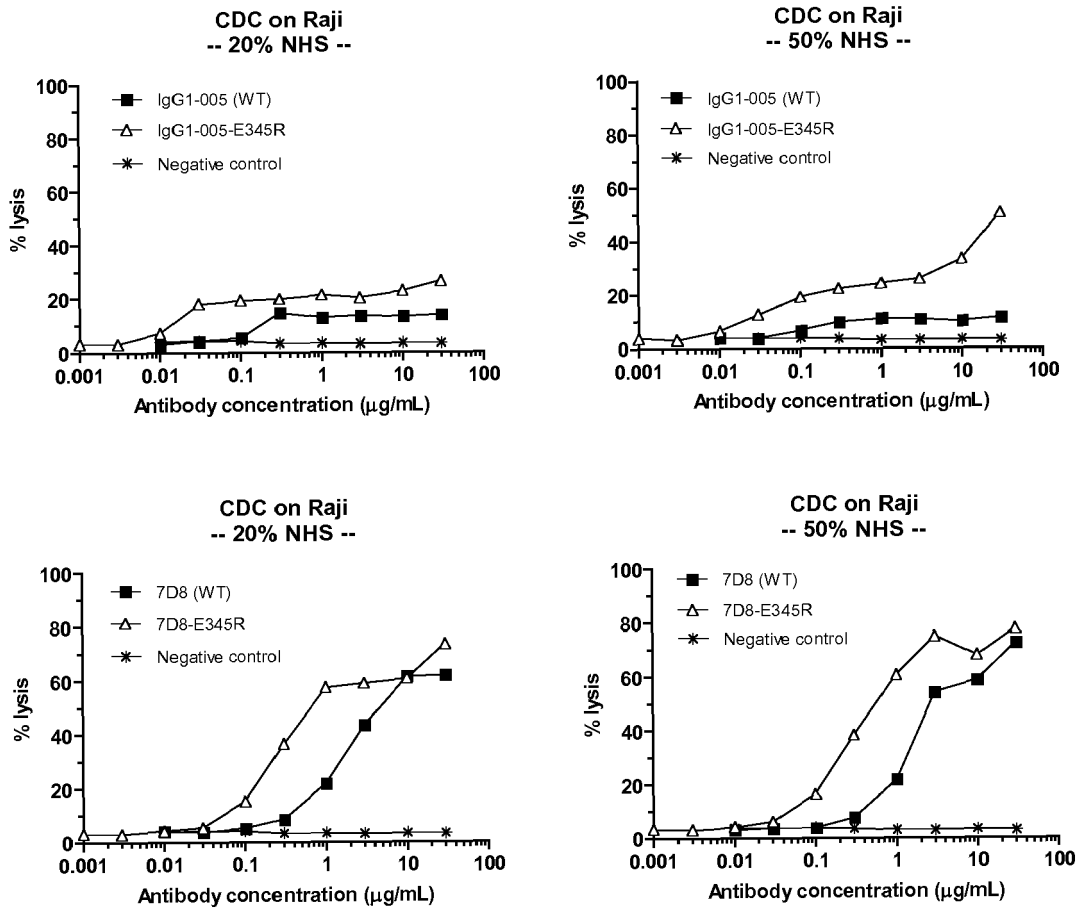 CDC on Raji
-- 20% NHS --
IgG1-005 (WT)
IgG1-005-E345R
Negative control
% lysis
100
80
60
40
20
0
0.001
0.01
0.1
1
10
100
Antibody concentration (μg/mL)
CDC on Raji
-- 50% NHS --
IgG1-005 (WT)
IgG1-005-E345R
Negative control
% lysis
100
80
60
40
20
0
0.001
0.01
0.1
1
10
100
Antibody concentration (μg/mL)
CDC on Raji
-- 20% NHS --
7D8 (WT)
7D8-E345R
Negative control
% lysis
100
80
60
40
20
0
0.001
0.01
0.1
1
10
100
Antibody concentration (μg/mL)
CDC on Raji
-- 50% NHS --
7D8 (WT)
7D8-E345R
Negative control
% lysis
100
80
60
40
20
0
0.001
0.01
0.1
1
10
100
Antibody concentration (μg/mL)